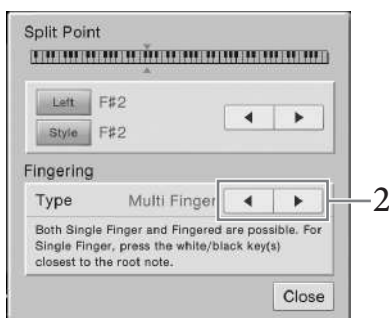 Split Point
Left F#2
Style F#2
Fingering
Type Multi Finger
2
Both Single Finger and Fingered are possible. For
Single Finger, press the white/black key(s)
closest to the root note.
Close